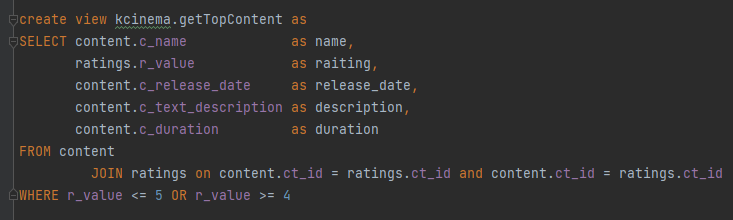 create view kcinema.getTopContent as
SELECT content.c_name as name,
ratings.r_value as raiting,
content.c_release_date as release_date,
content.c_text_description as description,
content.c_duration as duration
FROM content
JOIN ratings on content.ct_id = ratings.ct_id and content.ct_id = ratings.ct_id
WHERE r_value <= 5 OR r_value >= 4